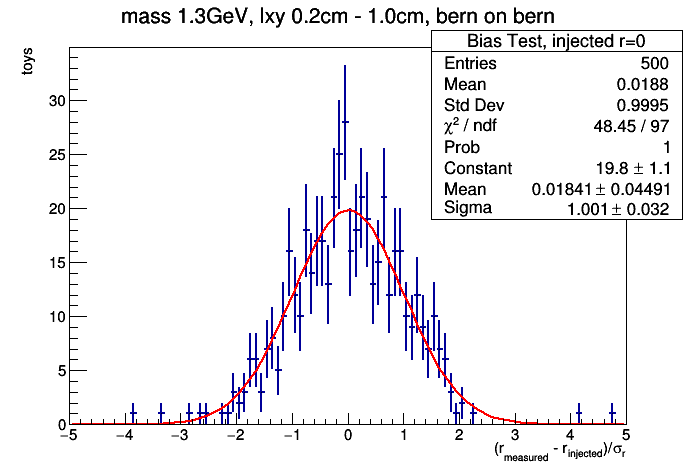 mass 1.3GeV, lxy 0.2cm - 1.0cm, bern on bern
Bias Test, injected r=0
Entries 500
Mean 0.0188
Std Dev 0.9995
χ² / ndf 48.45 / 97
Prob 1
Constant 19.8 ± 1.1
Mean 0.01841 ± 0.04491
Sigma 1.001 ± 0.032
toys
30
25
20
15
10
5
0
−5 −4 −3 −2 −1 0 1 2 3 4 5
(r_measured - r_injected)/σ_r